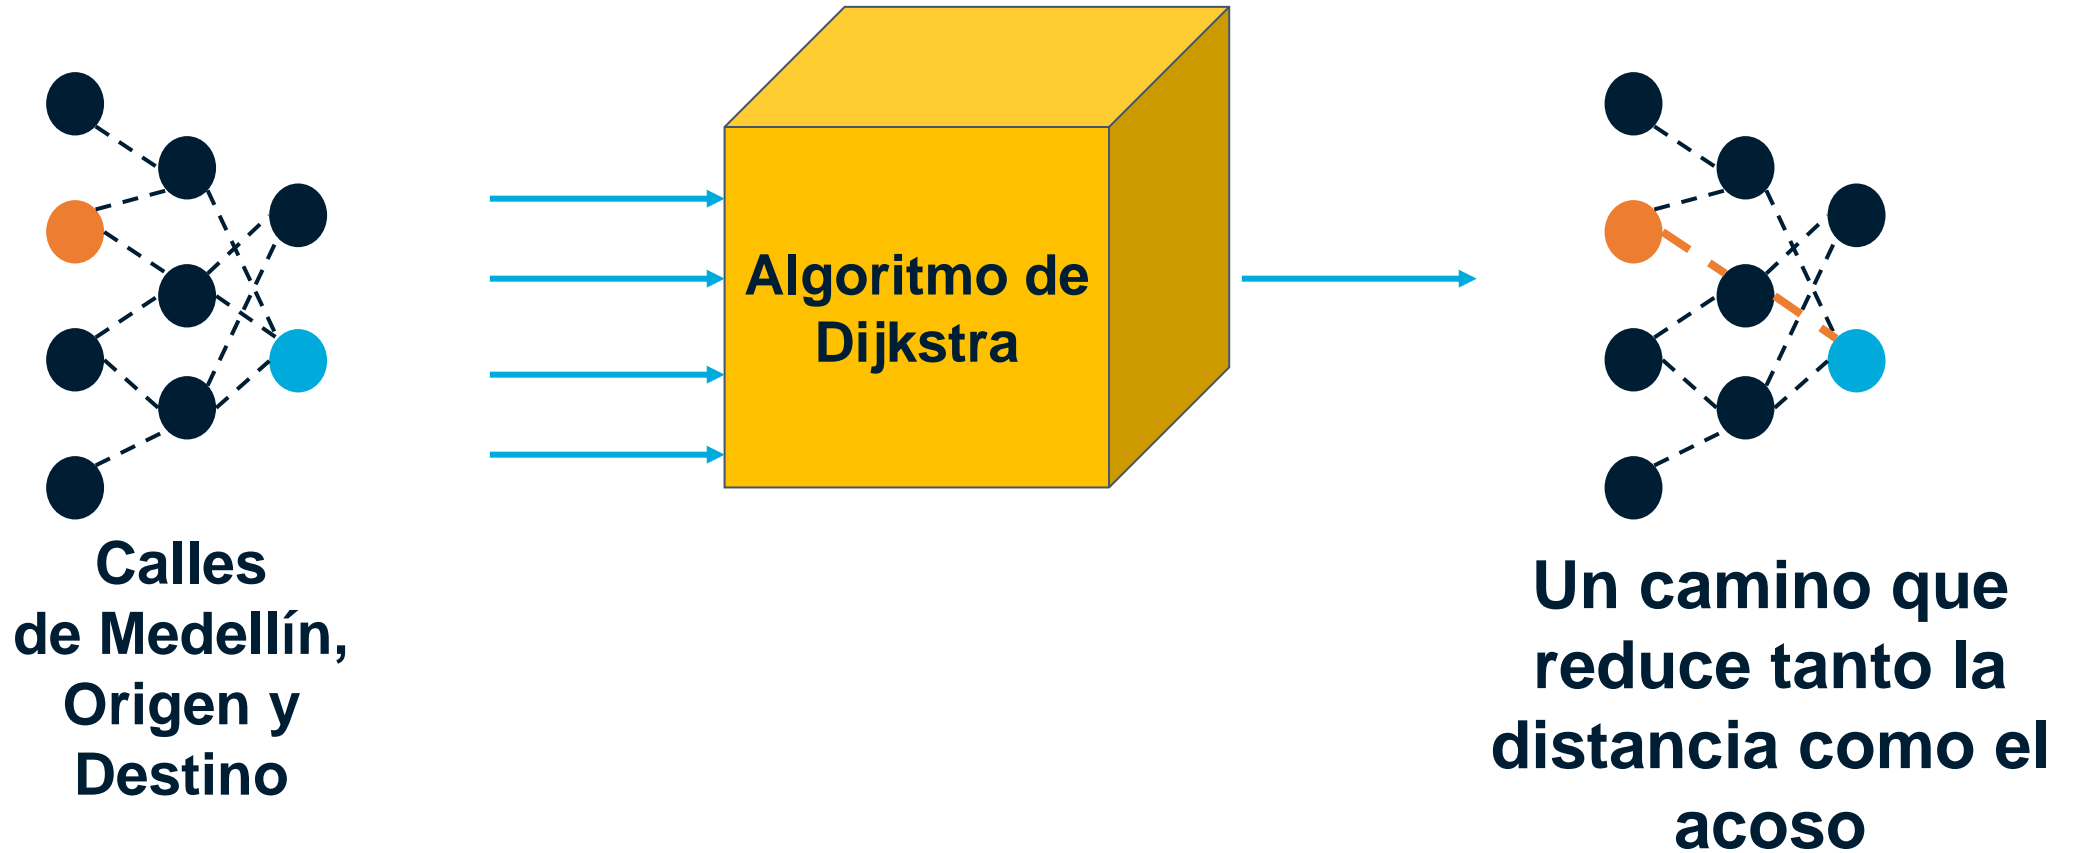 Algoritmo de
Dijkstra
Calles
de Medellín,
Origen y
Destino
Un camino que
reduce tanto la
distancia como el
acoso